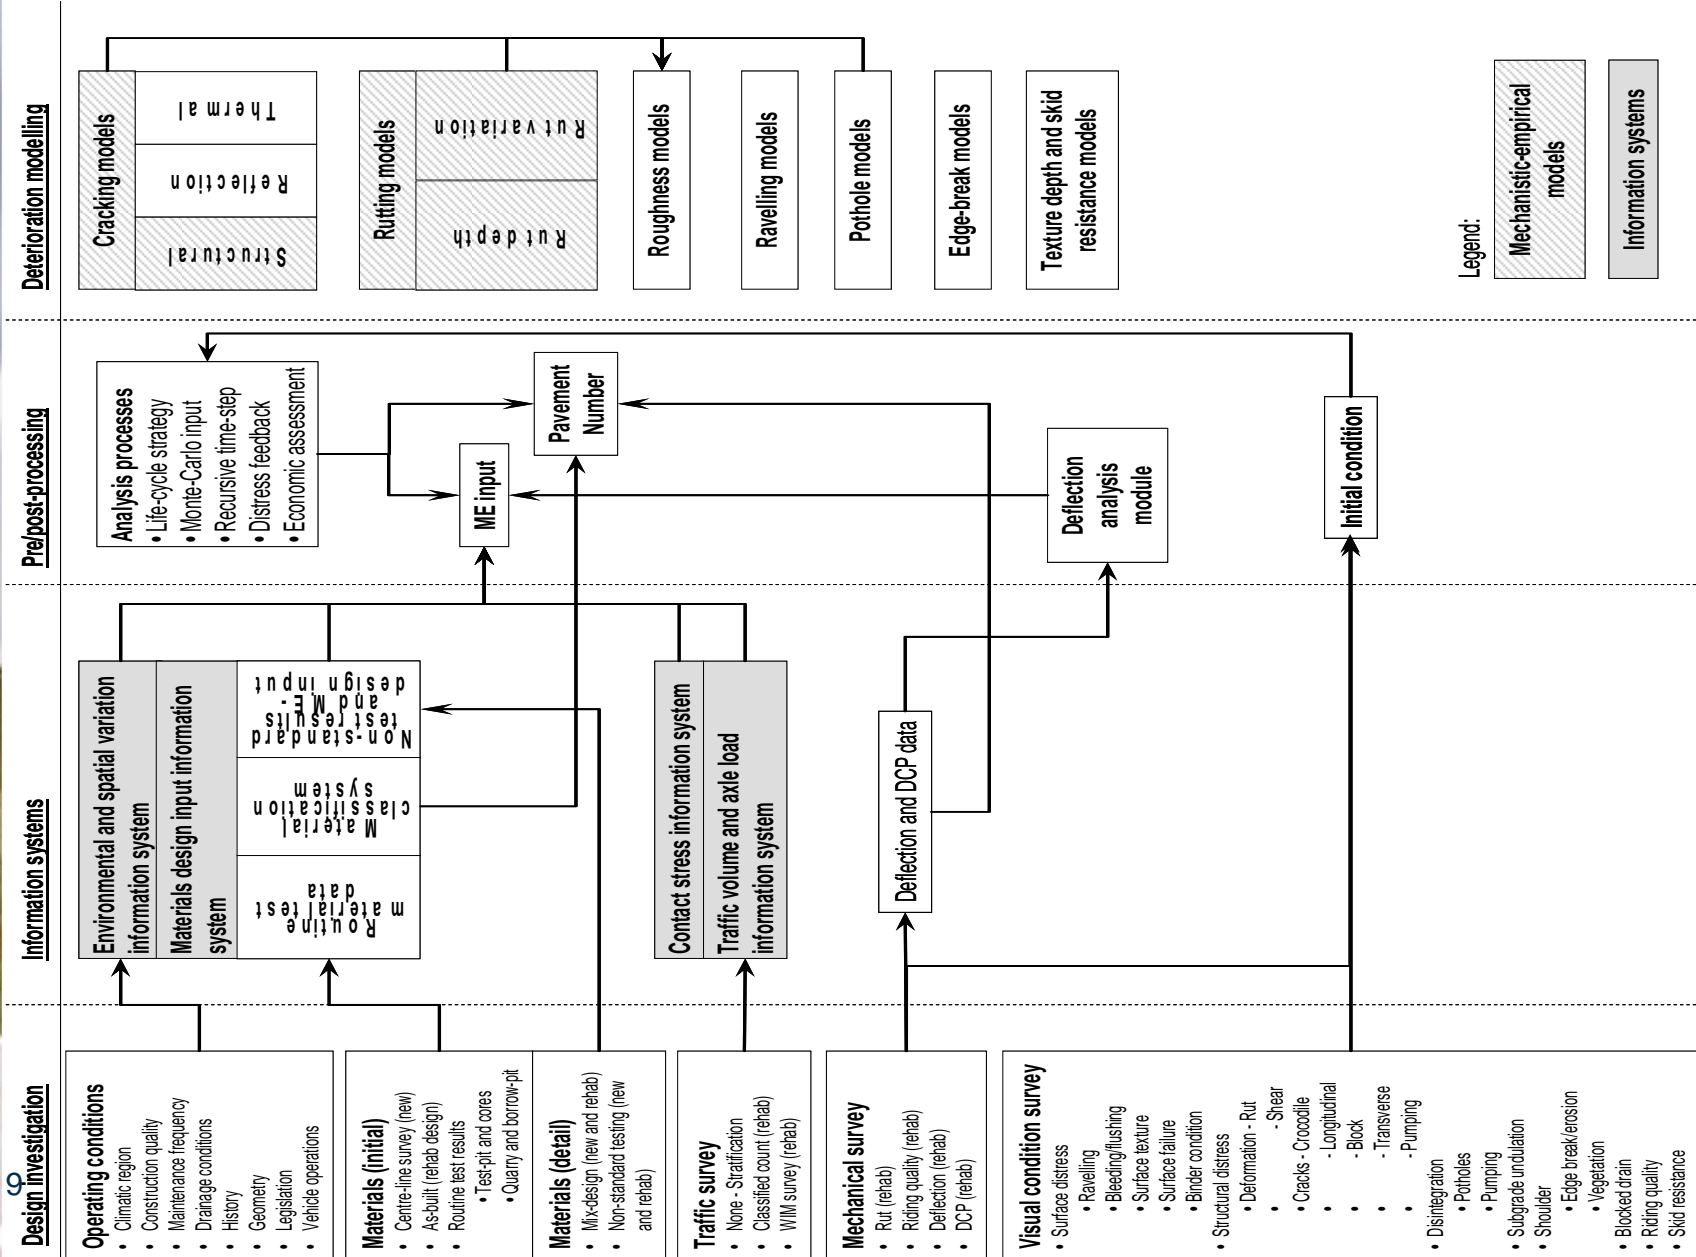 9
Design investigation
Operating conditions
• Climatic region
• Construction quality
• Maintenance frequency
• Drainage conditions
• History
• Geometry
• Legislation
• Vehicle operations
Materials (initial)
• Centre-line survey (new)
• As-built (rehab design)
• Routine test results
• Test-pit and cores
• Quarry and borrow-pit
Materials (detail)
• Mix-design (new and rehab)
• Non-standard testing (new
and rehab)
Traffic survey
• None - Stratification
• Classified count (rehab)
• WIM survey (rehab)
Mechanical survey
• Rut (rehab)
• Riding quality (rehab)
• Deflection (rehab)
• DCP (rehab)
Visual condition survey
• Surface distress
• Ravelling
• Bleeding/flushing
• Surface texture
• Surface failure
• Binder condition
• Structural distress
• Deformation - Rut
• - Shear
• Cracks - Crocodile
• - Longitudinal
• - Block
• - Transverse
• - Pumping
• Disintegration
• Potholes
• Pumping
• Subgrade undulation
• Shoulder
• Edge break/erosion
• Vegetation
• Blocked drain
• Riding quality
• Skid resistance
Information systems
Environmental and spatial variation
information system
Materials design input information
system
Routine
material test
data
Material
classification
system
Non-standard
test results
and ME-
design input
Contact stress information system
Traffic volume and axle load
information system
Deflection and DCP data
Pre/post-processing
Analysis processes
• Life-cycle strategy
• Monte-Carlo input
• Recursive time-step
• Distress feedback
• Economic assessment
ME input
Pavement
Number
Deflection
analysis
module
Initial condition
Deterioration modelling
Cracking models
Structural
Reflection
Thermal
Rutting models
Rut depth
Rut variation
Roughness models
Ravelling models
Pothole models
Edge-break models
Texture depth and skid
resistance models
Legend:
Mechanistic-empirical
models
Information systems